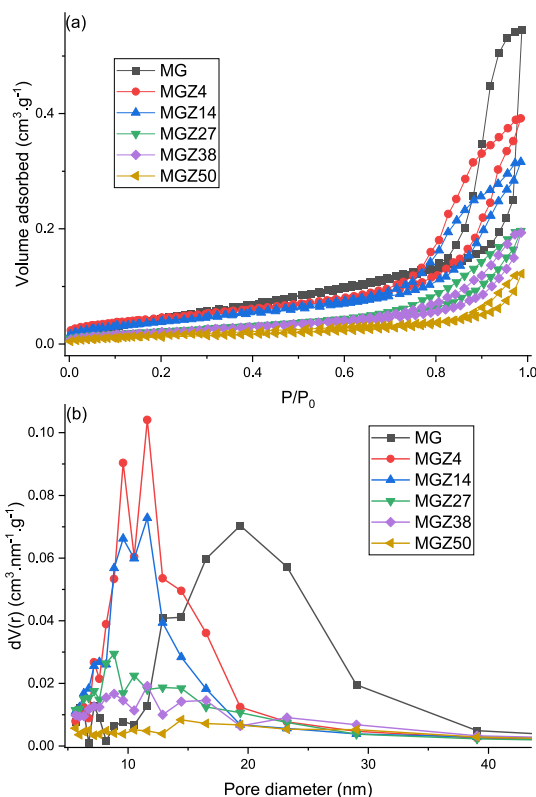 (a)
MG
MGZ4
MGZ14
MGZ27
MGZ38
MGZ50
Volume adsorbed (cm³.g⁻¹)
0.4
0.2
0.0
0.0 0.2 0.4 0.6 0.8 1.0
P/P₀
(b)
MG
MGZ4
MGZ14
MGZ27
MGZ38
MGZ50
dV(r) (cm³.nm⁻¹.g⁻¹)
0.10
0.08
0.06
0.04
0.02
0.00
10 20 30 40
Pore diameter (nm)